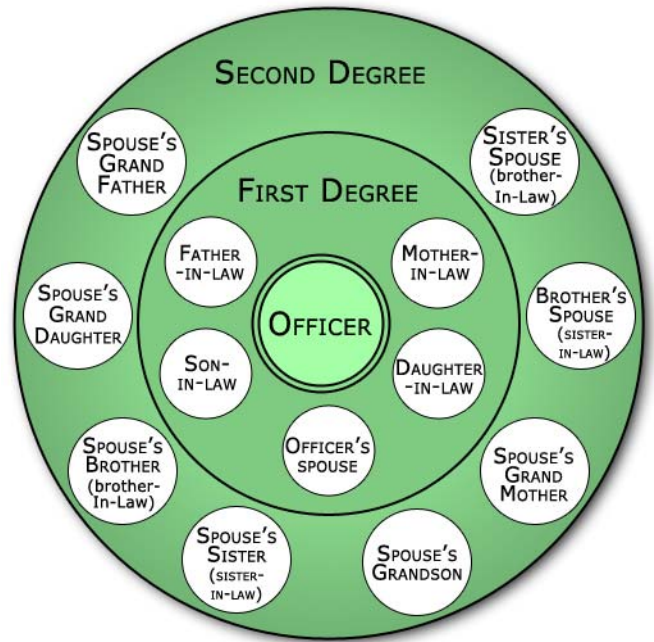 SECOND DEGREE
SPOUSE'S
GRAND
FATHER
SISTER'S
SPOUSE
(brother-
In-Law)
FIRST DEGREE
FATHER
-IN-LAW
MOTHER-
IN-LAW
OFFICER
SPOUSE'S
GRAND
DAUGHTER
BROTHER'S
SPOUSE
(SISTER-
IN-LAW)
SON-
IN-LAW
DAUGHTER
-IN-LAW
OFFICER'S
SPOUSE
SPOUSE'S
BROTHER
(brother-
In-Law)
SPOUSE'S
GRAND
MOTHER
SPOUSE'S
SISTER
(SISTER-
IN-LAW)
SPOUSE'S
GRANDSON